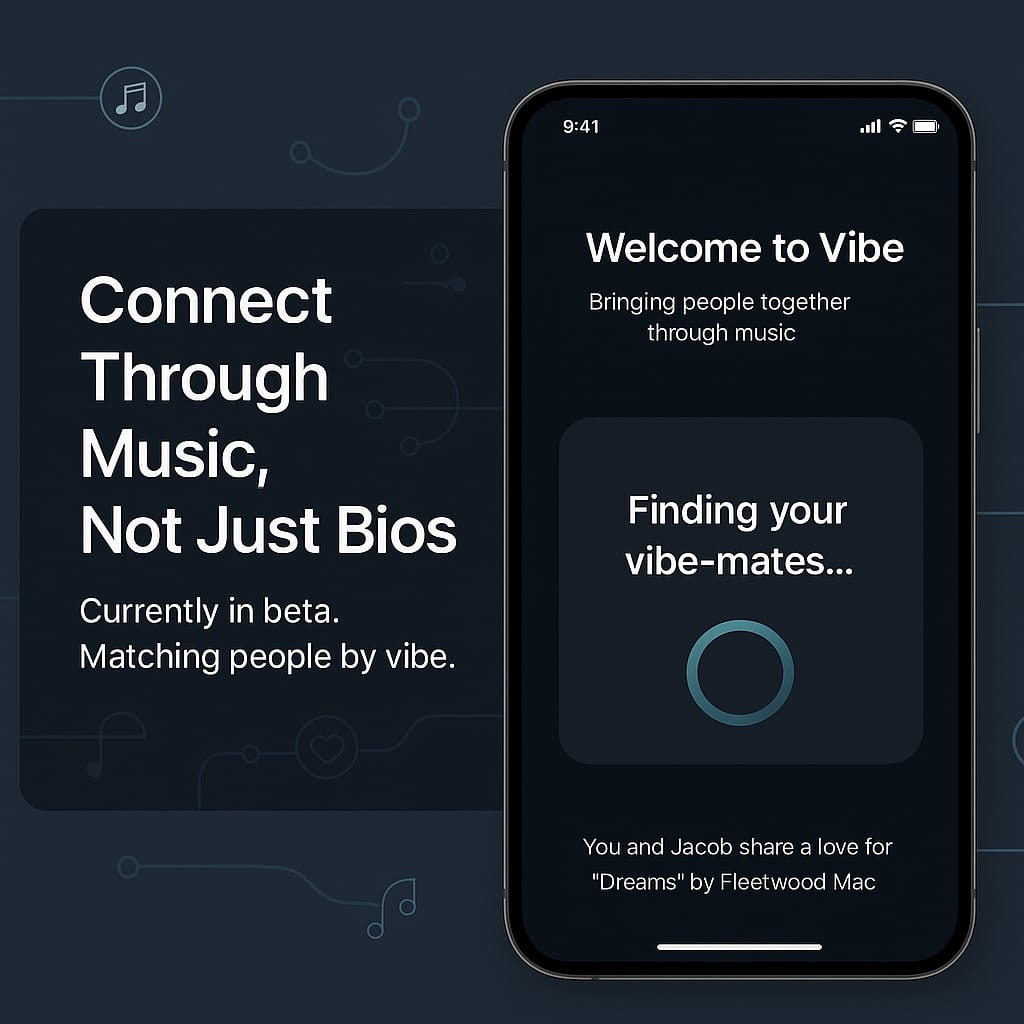 Connect
Through
Music,
Not Just Bios
Currently in beta.
Matching people by vibe.
9:41
Welcome to Vibe
Bringing people together
through music
Finding your
vibe-mates...
You and Jacob share a love for
"Dreams" by Fleetwood Mac